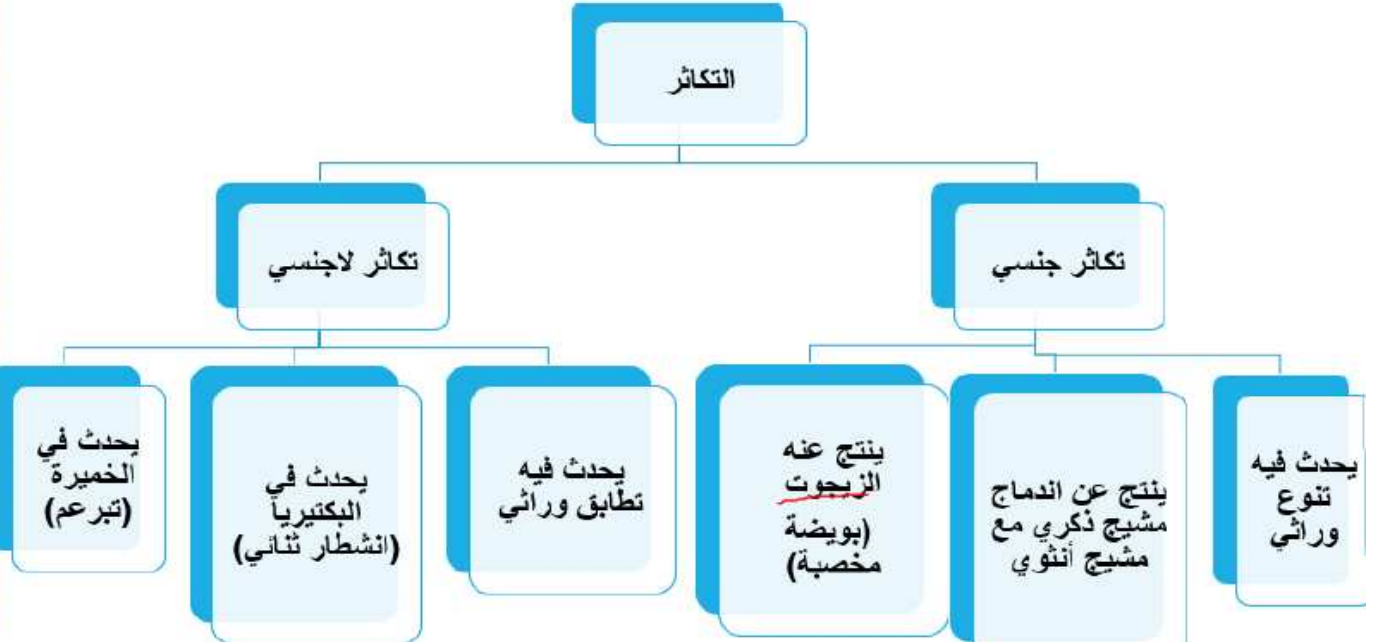 التكاثر
تكاثر جنسي
تكاثر لاجنسي
يحدث فيه
تنوع
وراثي
ينتج عن اندماج
مشيج ذكري مع
مشيج أنثوي
ينتج عنه
الزيجوت
(بويضة
مخصبة)
يحدث فيه
تطابق وراثي
يحدث في
البكتيريا
(انشطار ثنائي)
يحدث في
الخميرة
(تبرعم)